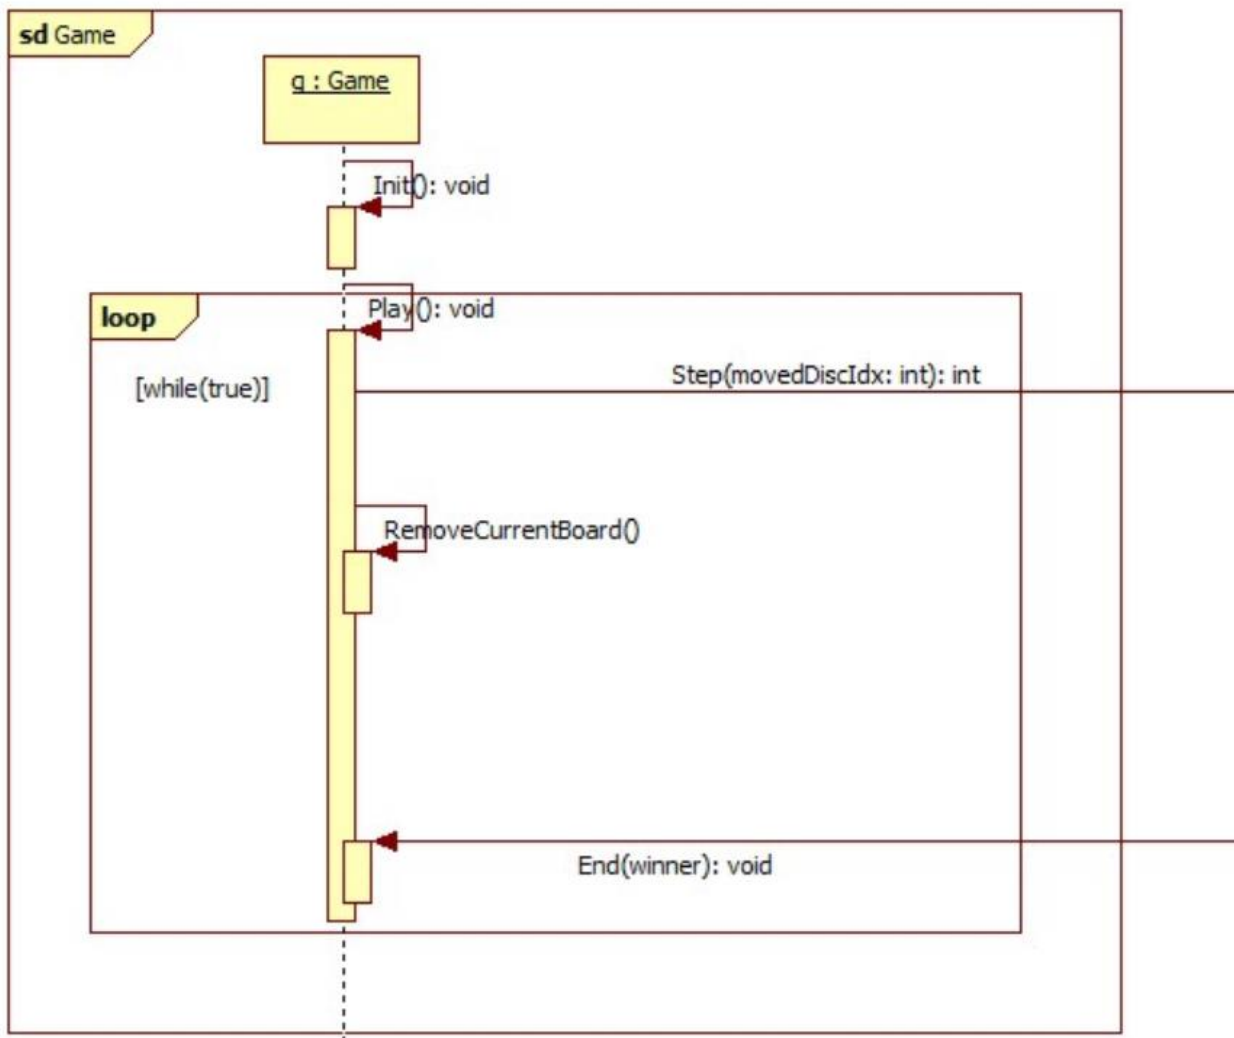 sd Game
g : Game
Init(): void
Play(): void
loop
[while(true)]
Step(movedDiscIdx: int): int
RemoveCurrentBoard()
End(winner): void